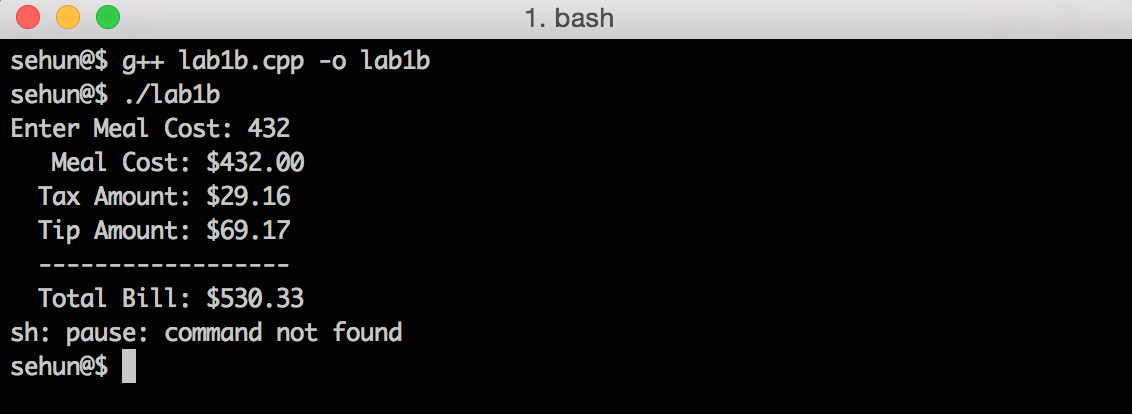 1. bash
sehun@$ g++ lab1b.cpp -o lab1b
sehun@$ ./lab1b
Enter Meal Cost: 432
   Meal Cost: $432.00
  Tax Amount: $29.16
  Tip Amount: $69.17
  ------------------
  Total Bill: $530.33
sh: pause: command not found
sehun@$